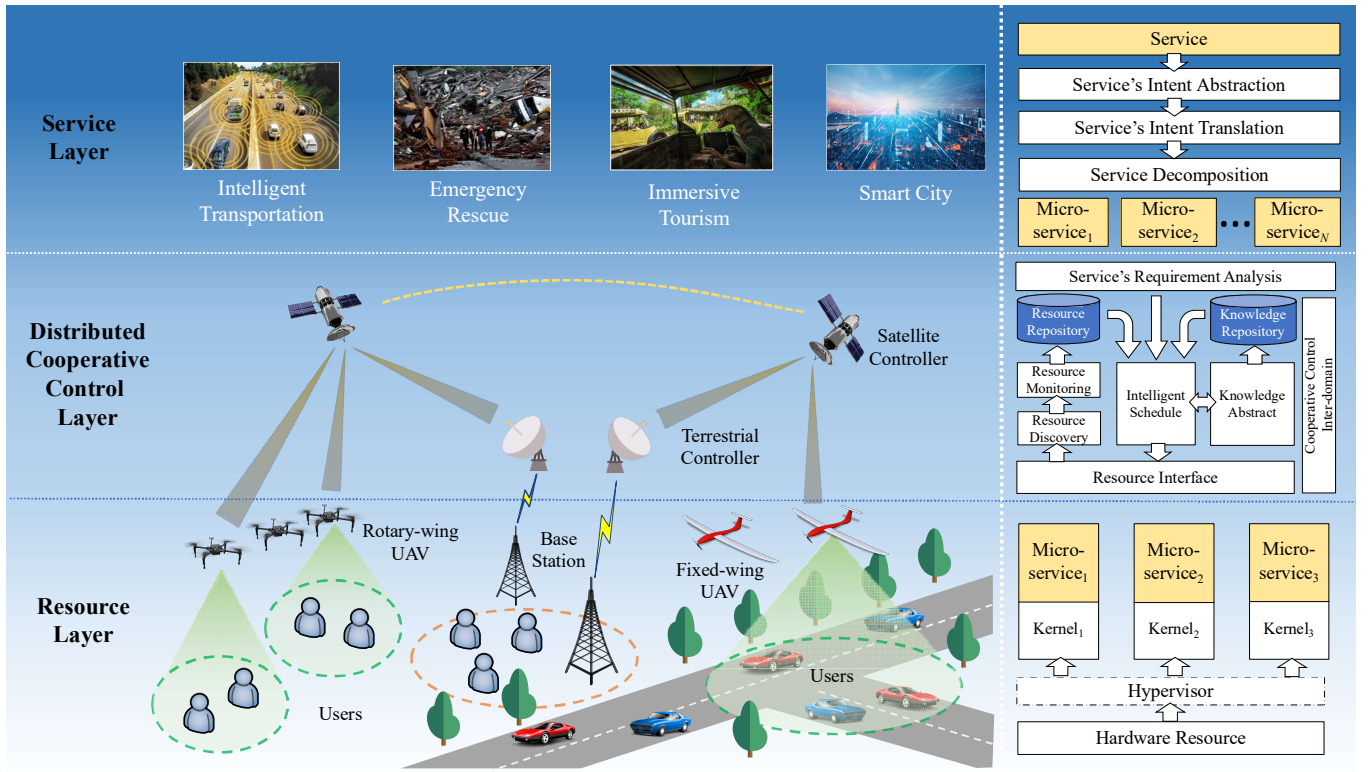 Service
Layer
Intelligent
Transportation
Emergency
Rescue
Immersive
Tourism
Smart City
Service
Service's Intent Abstraction
Service's Intent Translation
Service Decomposition
Micro-
service1
Micro-
service2
Micro-
serviceN
Distributed
Cooperative
Control
Layer
Satellite
Controller
Terrestrial
Controller
Service's Requirement Analysis
Resource
Repository
Knowledge
Repository
Resource
Monitoring
Resource
Discovery
Intelligent
Schedule
Knowledge
Abstract
Resource Interface
Cooperative Control
Inter-domain
Resource
Layer
Rotary-wing
UAV
Base
Station
Fixed-wing
UAV
Users
Users
Micro-
service1
Micro-
service2
Micro-
service3
Kernel1
Kernel2
Kernel3
Hypervisor
Hardware Resource